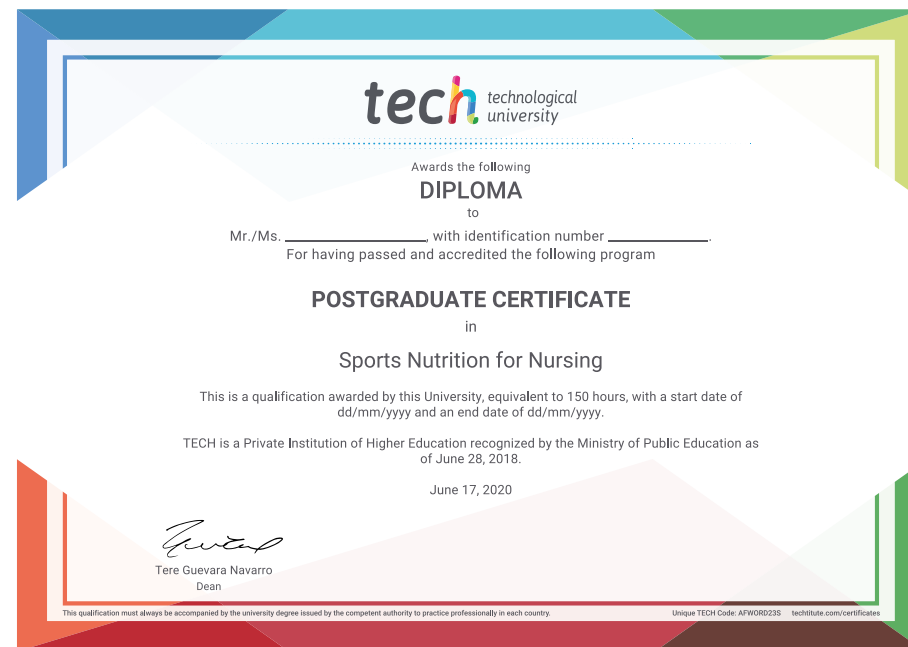 tech technological
university
Awards the following
DIPLOMA
to
Mr./Ms. ____________________, with identification number ______________.
For having passed and accredited the following program
POSTGRADUATE CERTIFICATE
in
Sports Nutrition for Nursing
This is a qualification awarded by this University, equivalent to 150 hours, with a start date of
dd/mm/yyyy and an end date of dd/mm/yyyy.
TECH is a Private Institution of Higher Education recognized by the Ministry of Public Education as
of June 28, 2018.
June 17, 2020
Tere Guevara Navarro
Dean
This qualification must always be accompanied by the university degree issued by the competent authority to practice professionally in each country.
Unique TECH Code: AFWORD23S techtitute.com/certificates